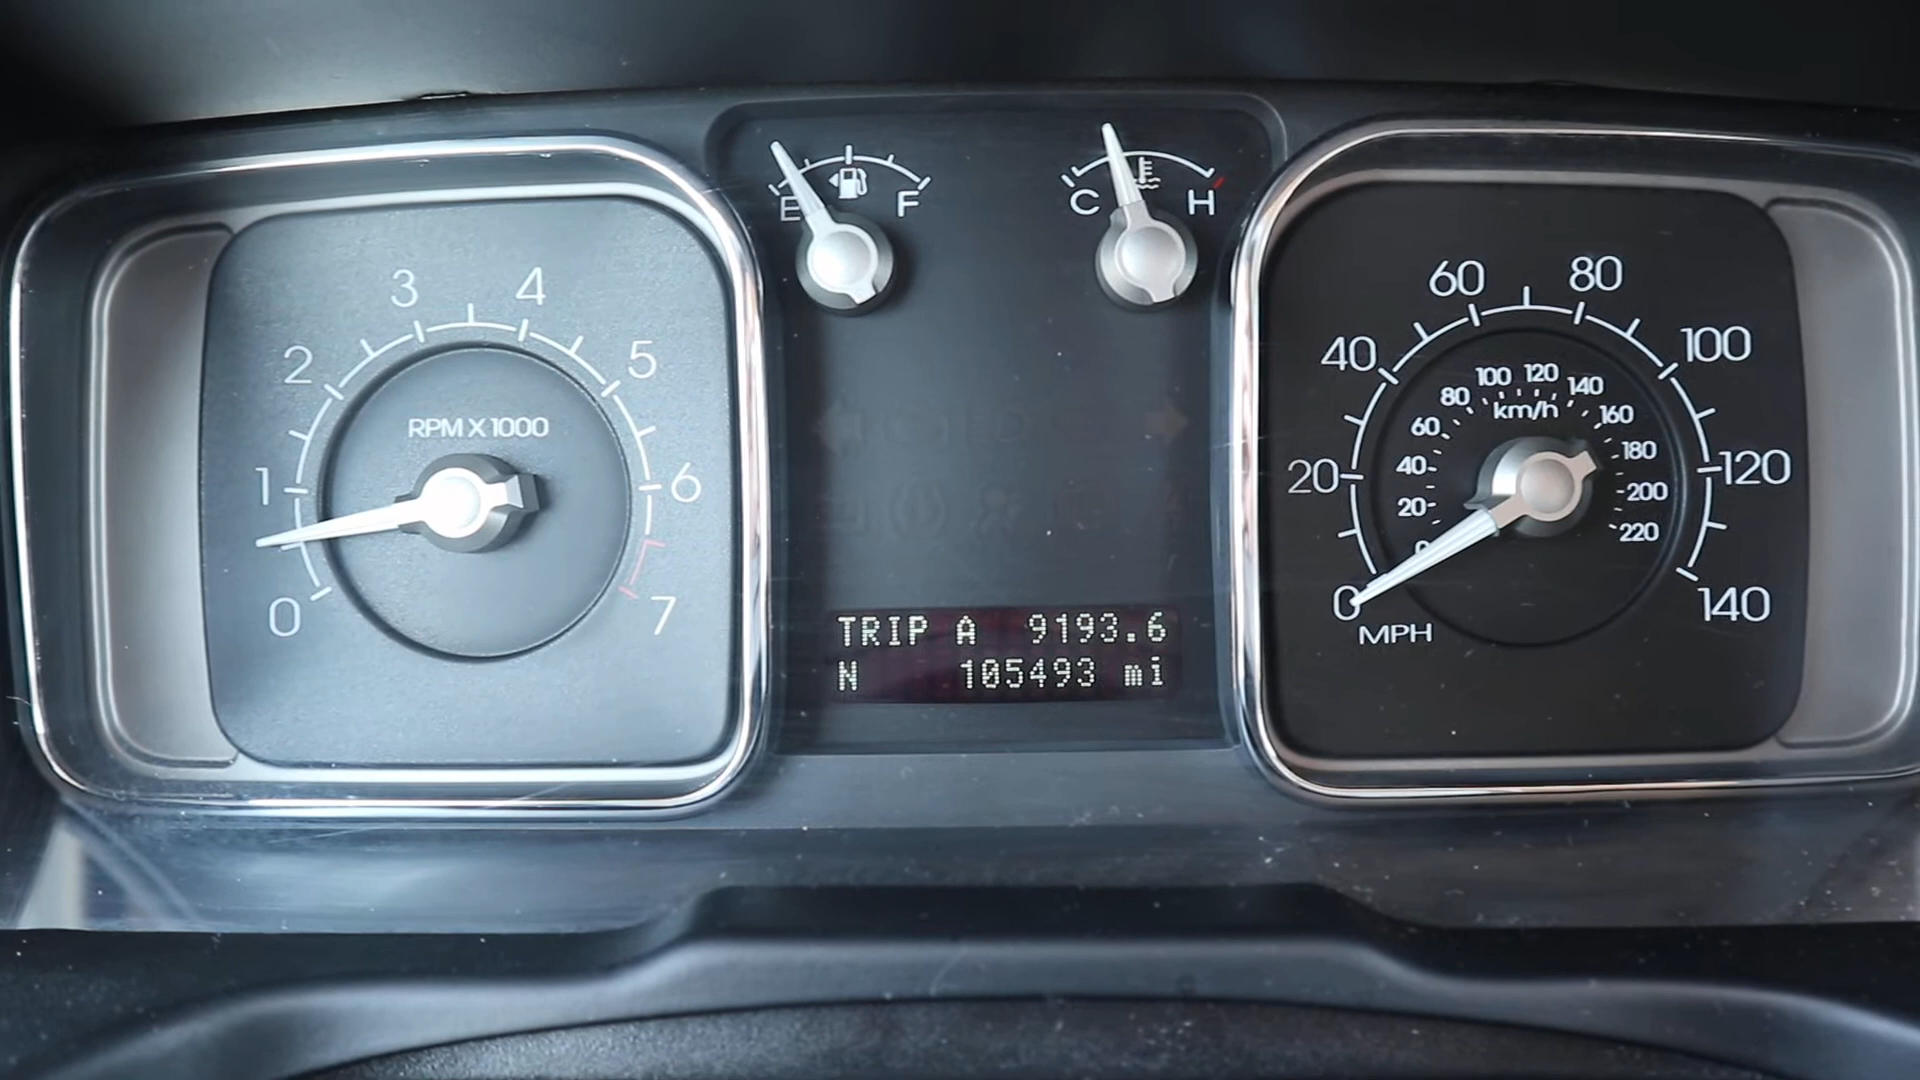 E F
C H
0 1 2 3 4 5 6 7
RPM X 1000
TRIP A 9193.6
N 105493 mi
0 20 40 60 80 100 120 140
MPH
20 40 60 80 100 120 140 160 180 200 220
km/h